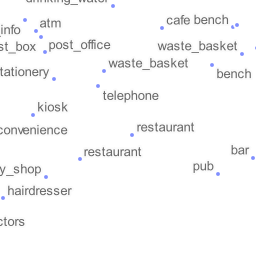 drinking_water
cafe bench
atm
info
st_box
post_office
waste_basket
waste_basket
bench
tationery
telephone
kiosk
convenience
restaurant
restaurant
bar
pub
y_shop
hairdresser
ctors